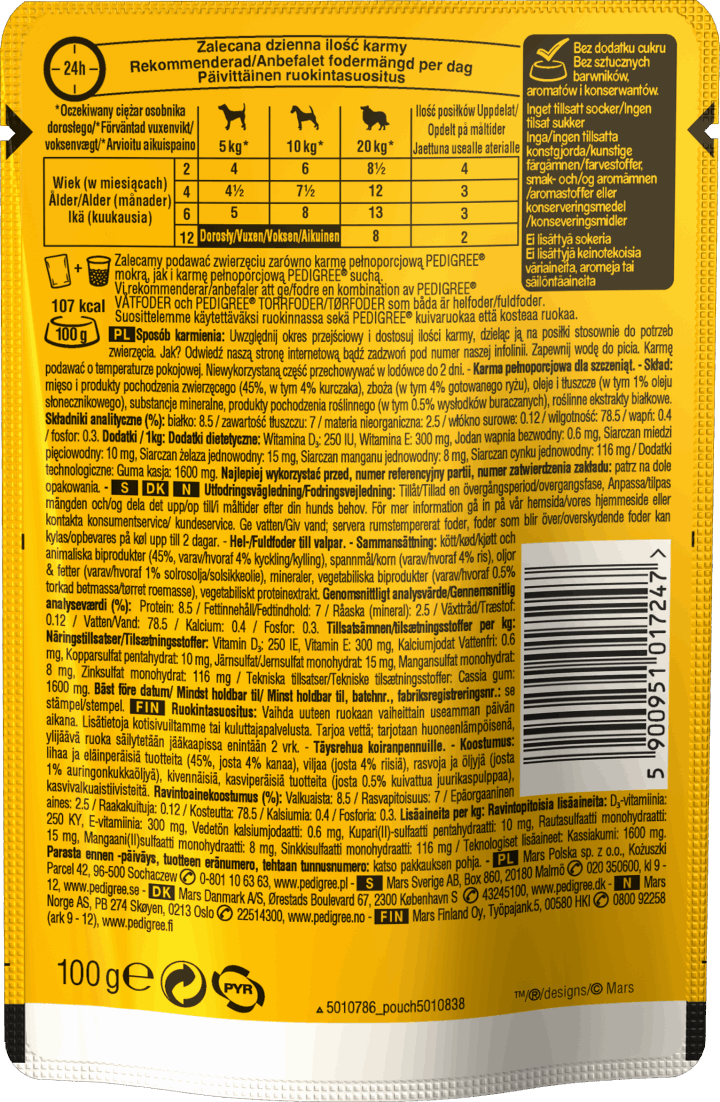 24h
Zalecana dzienna ilość karmy
Rekommenderad/Anbefalet fodermängd per dag
Päivittäinen ruokintasuositus
Bez dodatku cukru
Bez sztucznych
barwników,
aromatów i konserwantów.
Inget tillsatt socker/Ingen
tilsat sukker
Inga/ingen tillsatta
konstgjorda/kunstige
färgämnen/farvestoffer,
smak- och/og aromämnen
/aromastoffer eller
konserveringsmedel
/konserveringsmidler
Ei lisättyä sokeria
Ei lisättyjä keinotekoisia
väriaineita, aromeja tai
säilöntäaineita
*Oczekiwany ciężar osobnika
dorosłego/*Förväntad vuxenvikt/
voksenvægt/*Arvioitu aikuispaino
5 kg* 10 kg* 20 kg*
Ilość posiłków Uppdelat/
Opdelt på måltider
Jaettuna usealle aterialle
Wiek (w miesiącach)
Ålder/Alder (månader)
Ikä (kuukausia)
2 4 6 8½ 4
4 4½ 7½ 12 3
6 5 8 13 3
12 Dorosły/Vuxen/Voksen/Aikuinen 8 2
Zalecamy podawać zwierzęciu zarówno karmę pełnoporcjową PEDIGREE®
mokrą, jak i karmę pełnoporcjową PEDIGREE® suchą.
Vi rekommenderar/anbefaler att ge/fodre en kombination av PEDIGREE®
VÅTFODER och PEDIGREE® TORRFODER/TØRFODER som båda är helfoder/fuldfoder.
Suosittelemme käytettäväksi ruokinnassa sekä PEDIGREE® kuivaruokaa että kosteaa ruokaa.
107 kcal
100 g
PL Sposób karmienia: Uwzględnij okres przejściowy i dostosuj ilości karmy, dzieląc ją na posiłki stosownie do potrzeb
zwierzęcia. Jak? Odwiedź naszą stronę internetową bądź zadzwoń pod numer naszej infolinii. Zapewnij wodę do picia. Karmę
podawać o temperaturze pokojowej. Niewykorzystaną część przechowywać w lodówce do 2 dni. - Karma pełnoporcjowa dla szczeniąt. - Skład:
mięso i produkty pochodzenia zwierzęcego (45%, w tym 4% kurczaka), zboża (w tym 4% gotowanego ryżu), oleje i tłuszcze (w tym 1% oleju
słonecznikowego), substancje mineralne, produkty pochodzenia roślinnego (w tym 0.5% wysłodków buraczanych), roślinne ekstrakty białkowe.
Składniki analityczne (%): białko: 8.5 / zawartość tłuszczu: 7 / materia nieorganiczna: 2.5 / włókno surowe: 0.12 / wilgotność: 78.5 / wapń: 0.4
/ fosfor: 0.3. Dodatki / 1kg: Dodatki dietetyczne: Witamina D₃: 250 IU, Witamina E: 300 mg, Jodan wapnia bezwodny: 0.6 mg, Siarczan miedzi
pięciowodny: 10 mg, Siarczan żelaza jednowodny: 15 mg, Siarczan manganu jednowodny: 8 mg, Siarczan cynku jednowodny: 116 mg / Dodatki
technologiczne: Guma kasja: 1600 mg. Najlepiej wykorzystać przed, numer referencyjny partii, numer zatwierdzenia zakładu: patrz na dole
opakowania. - S DK N Utfodringsvägledning/Fodringsvejledning: Tillåt/Tillad en övergångsperiod/overgangsfase, Anpassa/tilpas
mängden och/og dela det upp/op till/i måltider efter din hunds behov. För mer information gå in på vår hemsida/vores hjemmeside eller
kontakta konsumentservice/ kundeservice. Ge vatten/Giv vand; servera rumstempererat foder, foder som blir över/overskydende foder kan
kylas/opbevares på køl upp till 2 dagar. - Hel-/Fuldfoder till valpar. - Sammansättning: kött/kød/kjøtt och
animaliska biprodukter (45%, varav/hvoraf 4% kyckling/kylling), spannmål/korn (varav/hvoraf 4% ris), oljor
& fetter (varav/hvoraf 1% solrosolja/solsikkeolie), mineraler, vegetabiliska biprodukter (varav/hvoraf 0.5%
torkad betmassa/tørret roemasse), vegetabiliskt proteinextrakt. Genomsnittligt analysvärde/Gennemsnitlig
analyseværdi (%): Protein: 8.5 / Fettinnehåll/Fedtindhold: 7 / Råaska (mineral): 2.5 / Växttråd/Træstof:
0.12 / Vatten/Vand: 78.5 / Kalcium: 0.4 / Fosfor: 0.3. Tillsatsämnen/tilsætningsstoffer per kg:
Näringstillsatser/Tilsætningsstoffer: Vitamin D₃: 250 IE, Vitamin E: 300 mg, Kalciumjodat Vattenfri: 0.6
mg, Kopparsulfat pentahydrat: 10 mg, Järnsulfat/Jernsulfat monohydrat: 15 mg, Mangansulfat monohydrat:
8 mg, Zinksulfat monohydrat: 116 mg / Tekniska tillsatser/Tekniske tilsætningsstoffer: Cassia gum:
1600 mg. Bäst före datum/ Mindst holdbar til/ Minst holdbar til, batchnr., fabriksregistreringsnr.: se
stämpel/stempel. FIN Ruokintasuositus: Vaihda uuteen ruokaan vaiheittain useamman päivän
aikana. Lisätietoja kotisivuiltamme tai kuluttajapalvelusta. Tarjoa vettä; tarjotaan huoneenlämpöisenä,
ylijäävä ruoka säilytetään jääkaapissa enintään 2 vrk. - Täysrehua koiranpennuille. - Koostumus:
lihaa ja eläinperäisiä tuotteita (45%, josta 4% kanaa), viljaa (josta 4% riisiä), rasvoja ja öljyjä (josta
1% auringonkukkaöljyä), kivennäisiä, kasviperäisiä tuotteita (josta 0.5% kuivattua juurikaspulppaa),
kasvivalkuaistiivisteitä. Ravintoainekoostumus (%): Valkuaista: 8.5 / Rasvapitoisuus: 7 / Epäorgaaninen
aines: 2.5 / Raakakuituja: 0.12 / Kosteutta: 78.5 / Kalsiumia: 0.4 / Fosforia: 0.3. Lisäaineita per kg: Ravintopitoisia lisäaineita: D₃-vitamiinia:
250 KY, E-vitamiinia: 300 mg, Vedetön kalsiumjodaatti: 0.6 mg, Kupari(II)-sulfaatti pentahydraatti: 10 mg, Rautasulfaatti monohydraatti:
15 mg, Mangaani(II)sulfaatti monohydraatti: 8 mg, Sinkkisulfaatti monohydraatti: 116 mg / Teknologiset lisäaineet: Kassiakumi: 1600 mg.
Parasta ennen -päiväys, tuotteen eränumero, tehtaan tunnusnumero: katso pakkauksen pohja. - PL Mars Polska sp. z o.o., Kożuszki
Parcel 42, 96-500 Sochaczew 0-801 10 63 63, www.pedigree.pl - S Mars Sverige AB, Box 860, 20180 Malmö 020 350600, kl 9 -
12, www.pedigree.se - DK Mars Danmark A/S, Ørestads Boulevard 67, 2300 København S 43245100, www.pedigree.dk - N Mars
Norge AS, PB 274 Skøyen, 0213 Oslo 22514300, www.pedigree.no - FIN Mars Finland Oy, Työpajank.5, 00580 HKI 0800 92258
(ark 9 - 12), www.pedigree.fi
5 900951 017247 >
100 g ℮
PYR
5010786_pouch5010838
™/®/designs/© Mars